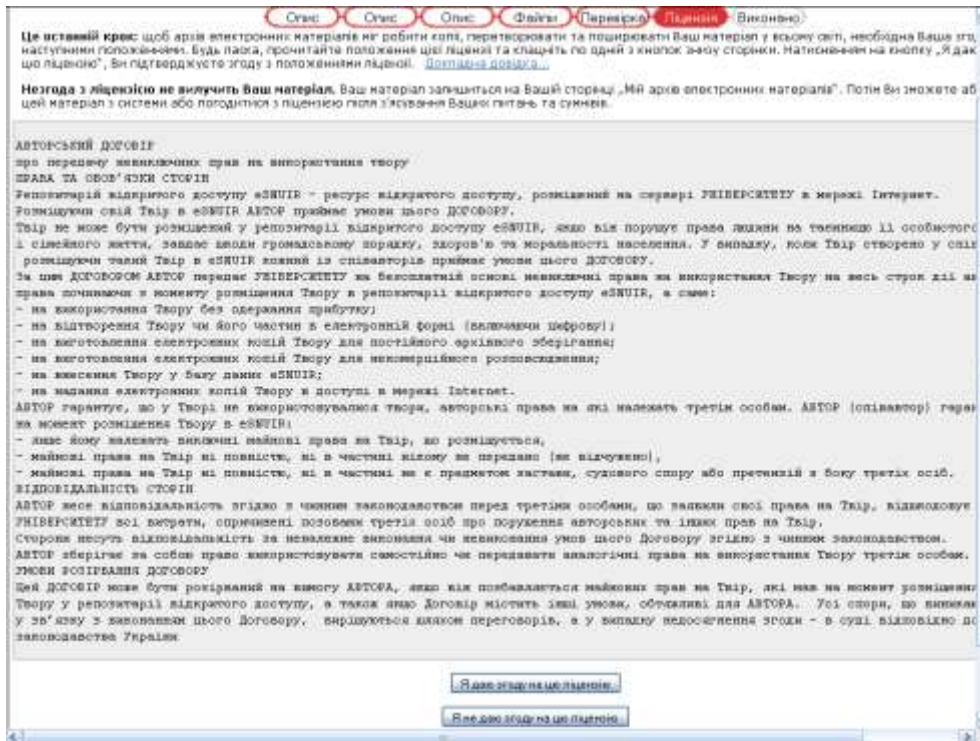 Опис Опис Опис Файли Перевірка Ліцензія Виконано
Це останній крок: щоб архів електронних матеріалів міг робити копії, перетворювати та поширювати Ваш матеріал у всьому світі, необхідна Ваша зго
наступними положеннями. Будь ласка, прочитайте положення цієї ліцензії та клацніть по одній з кнопок знизу сторінки. Натисненням на кнопку „Я даю
цю ліцензію", Ви підтверджуєте згоду з положеннями ліцензії. Докладна довідка...
Незгода з ліцензією не вилучить Ваш матеріал. Ваш матеріал залишиться на Вашій сторінці „Мій архів електронних матеріалів". Потім Ви зможете аб
цей матеріал з системи або погодитися з ліцензією після з'ясування Ваших питань та сумнівів.
АВТОРСЬКИЙ ДОГОВІР
про передачу невиключних прав на використання твору
ПРАВА ТА ОБОВ'ЯЗКИ СТОРІН
Репозитарій відкритого доступу eSNUIR - ресурс відкритого доступу, розміщений на сервері УНІВЕРСИТЕТУ в мережі Інтернет.
Розміщуючи свій Твір в eSNUIR АВТОР приймає умови цього ДОГОВОРУ.
Твір не може бути розміщений у репозитарії відкритого доступу eSNUIR, якщо він порушує права людини на таємницю її особистого
і сімейного життя, завдає шкоди громадському порядку, здоров'ю та моральності населення. У випадку, коли Твір створено у спів
розміщуючи такий Твір в eSNUIR кожний із співавторів приймає умови цього ДОГОВОРУ.
За цим ДОГОВОРОМ АВТОР передає УНІВЕРСИТЕТУ на безоплатній основі невиключні права на використання Твору на весь строк дії ав
права починаючи з моменту розміщення Твору в репозитарії відкритого доступу eSNUIR, а саме:
- на використання Твору без одержання прибутку;
- на відтворення Твору чи його частин в електронній формі (включаючи цифрову);
- на виготовлення електронних копій Твору для постійного архівного зберігання;
- на виготовлення електронних копій Твору для некомерційного розповсюдження;
- на внесення Твору у базу даних eSNUIR;
- на надання електронних копій Твору в доступі в мережі Internet.
АВТОР гарантує, що у Творі не використовувалися твори, авторські права на які належать третім особам. АВТОР (співавтор) гаран
на момент розміщення Твору в eSNUIR:
- лише йому належать виключні майнові права на Твір, що розміщується,
- майнові права на Твір ні повністю, ні в частині нікому не передано (не відчужено),
- майнові права на Твір ні повністю, ні в частині не є предметом застави, судового спору або претензій з боку третіх осіб.
ВІДПОВІДАЛЬНІСТЬ СТОРІН
АВТОР несе відповідальність згідно з чинним законодавством перед третіми особами, що заявили свої права на Твір, відшкодовує
УНІВЕРСИТЕТУ всі витрати, спричинені позовами третіх осіб про порушення авторських та інших прав на Твір.
Сторони несуть відповідальність за неналежне виконання чи невиконання умов цього Договору згідно з чинним законодавством.
АВТОР зберігає за собою право використовувати самостійно чи передавати аналогічні права на використання Твору третім особам.
УМОВИ РОЗІРВАННЯ ДОГОВОРУ
Цей ДОГОВІР може бути розірваний на вимогу АВТОРА, якщо він позбавляється майнових прав на Твір, які мав на момент розміщення
Твору у репозитарії відкритого доступу, а також якщо Договір містить інші умови, обтяжливі для АВТОРА. Усі спори, що виникаю
у зв'язку з виконанням цього Договору, вирішуються шляхом переговорів, а у випадку недосягнення згоди - в суді відповідно до
законодавства України
Я даю згоду на цю ліцензію
Я не даю згоду на цю ліцензію